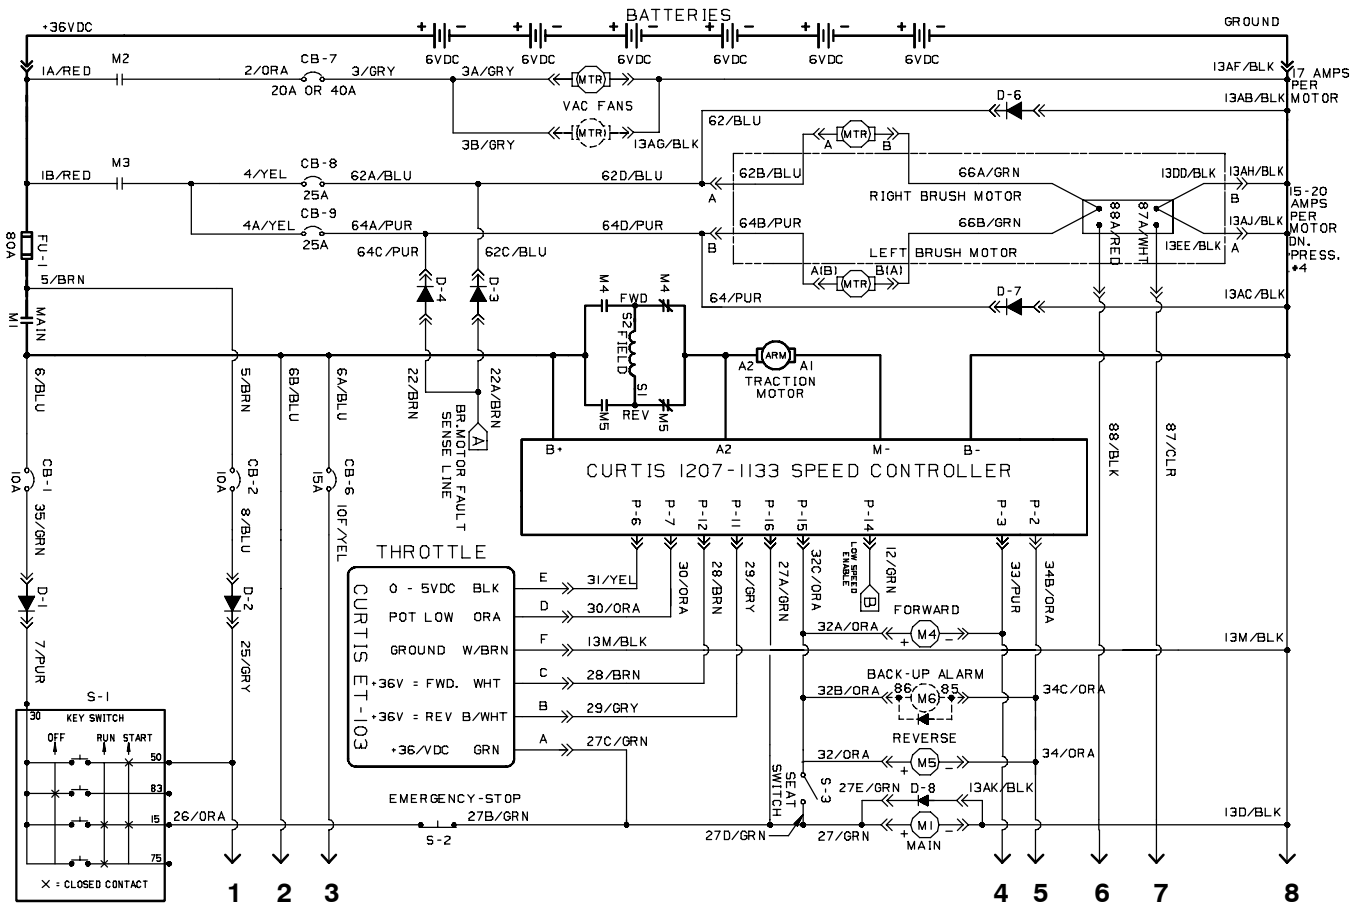 BATTERIES
+36VDC
GROUND
+ - + - + - + - + - + -
6VDC 6VDC 6VDC 6VDC 6VDC 6VDC
1A/RED M2 2/ORA CB-7 3/GRY 3A/GRY MTR 13AF/BLK
20A OR 40A
17 AMPS
PER
MOTOR
VAC FANS
D-6 13AB/BLK
62/BLU
MTR
3B/GRY 13AG/BLK
MTR
A B
1B/RED M3 4/YEL CB-8 62A/BLU 62D/BLU 62B/BLU 66A/GRN 13DD/BLK 13AH/BLK
25A
A B
RIGHT BRUSH MOTOR
CB-9
4A/YEL 64A/PUR 64D/PUR 64B/PUR 66B/GRN 88A/RED 87A/WHT 13AJ/BLK
25A
64C/PUR 62C/BLU
B A
LEFT BRUSH MOTOR 13EE/BLK
15-20
AMPS
PER
MOTOR
DN.
PRESS.
+4
FU-1
80A
A(B) B(A)
MTR
5/BRN
D-4 D-3
M4 FWD M4
64/PUR D-7 13AC/BLK
MAIN
M1
S2 FIELD S1
M5 REV M5
A2 ARM A1
TRACTION
MOTOR
6/BLU 5/BRN 6B/BLU 6A/BLU 22/BRN 22A/BRN
A
BR.MOTOR FAULT
SENSE LINE
88/BLK 87/CLR
B+ A2 M- B-
CURTIS 1207-1133 SPEED CONTROLLER
CB-1
10A
CB-2
10A
CB-6
15A
35/GRN 8/BLU 10F/YEL
P-6 P-7 P-12 P-11 P-16 P-15 P-14 P-3 P-2
THROTTLE
CURTIS ET-103
30/ORA 28/BRN 29/GRY 27A/GRN 32C/ORA
LOW SPEED
ENABLE
12/GRN
B
33/PUR 34B/ORA
0 - 5VDC BLK E 31/YEL
POT LOW ORA D 30/ORA
GROUND W/BRN F 13M/BLK
+36V = FWD. WHT C 28/BRN
+36V = REV B/WHT B 29/GRY
+36/VDC GRN A 27C/GRN
D-1 D-2
7/PUR 25/GRY
FORWARD
32A/ORA + M4 -
13M/BLK
BACK-UP ALARM
32B/ORA 86 M6 85 34C/ORA
REVERSE
32/ORA + M5 - 34/ORA
SEAT
SWITCH
S-3
27E/GRN D-8 13AK/BLK
27D/GRN 27/GRN + M1 - 13D/BLK
MAIN
S-1
30
KEY SWITCH
OFF RUN START
50
83
15
75
X = CLOSED CONTACT
26/ORA
EMERGENCY-STOP
27B/GRN
S-2
1 2 3 4 5 6 7 8